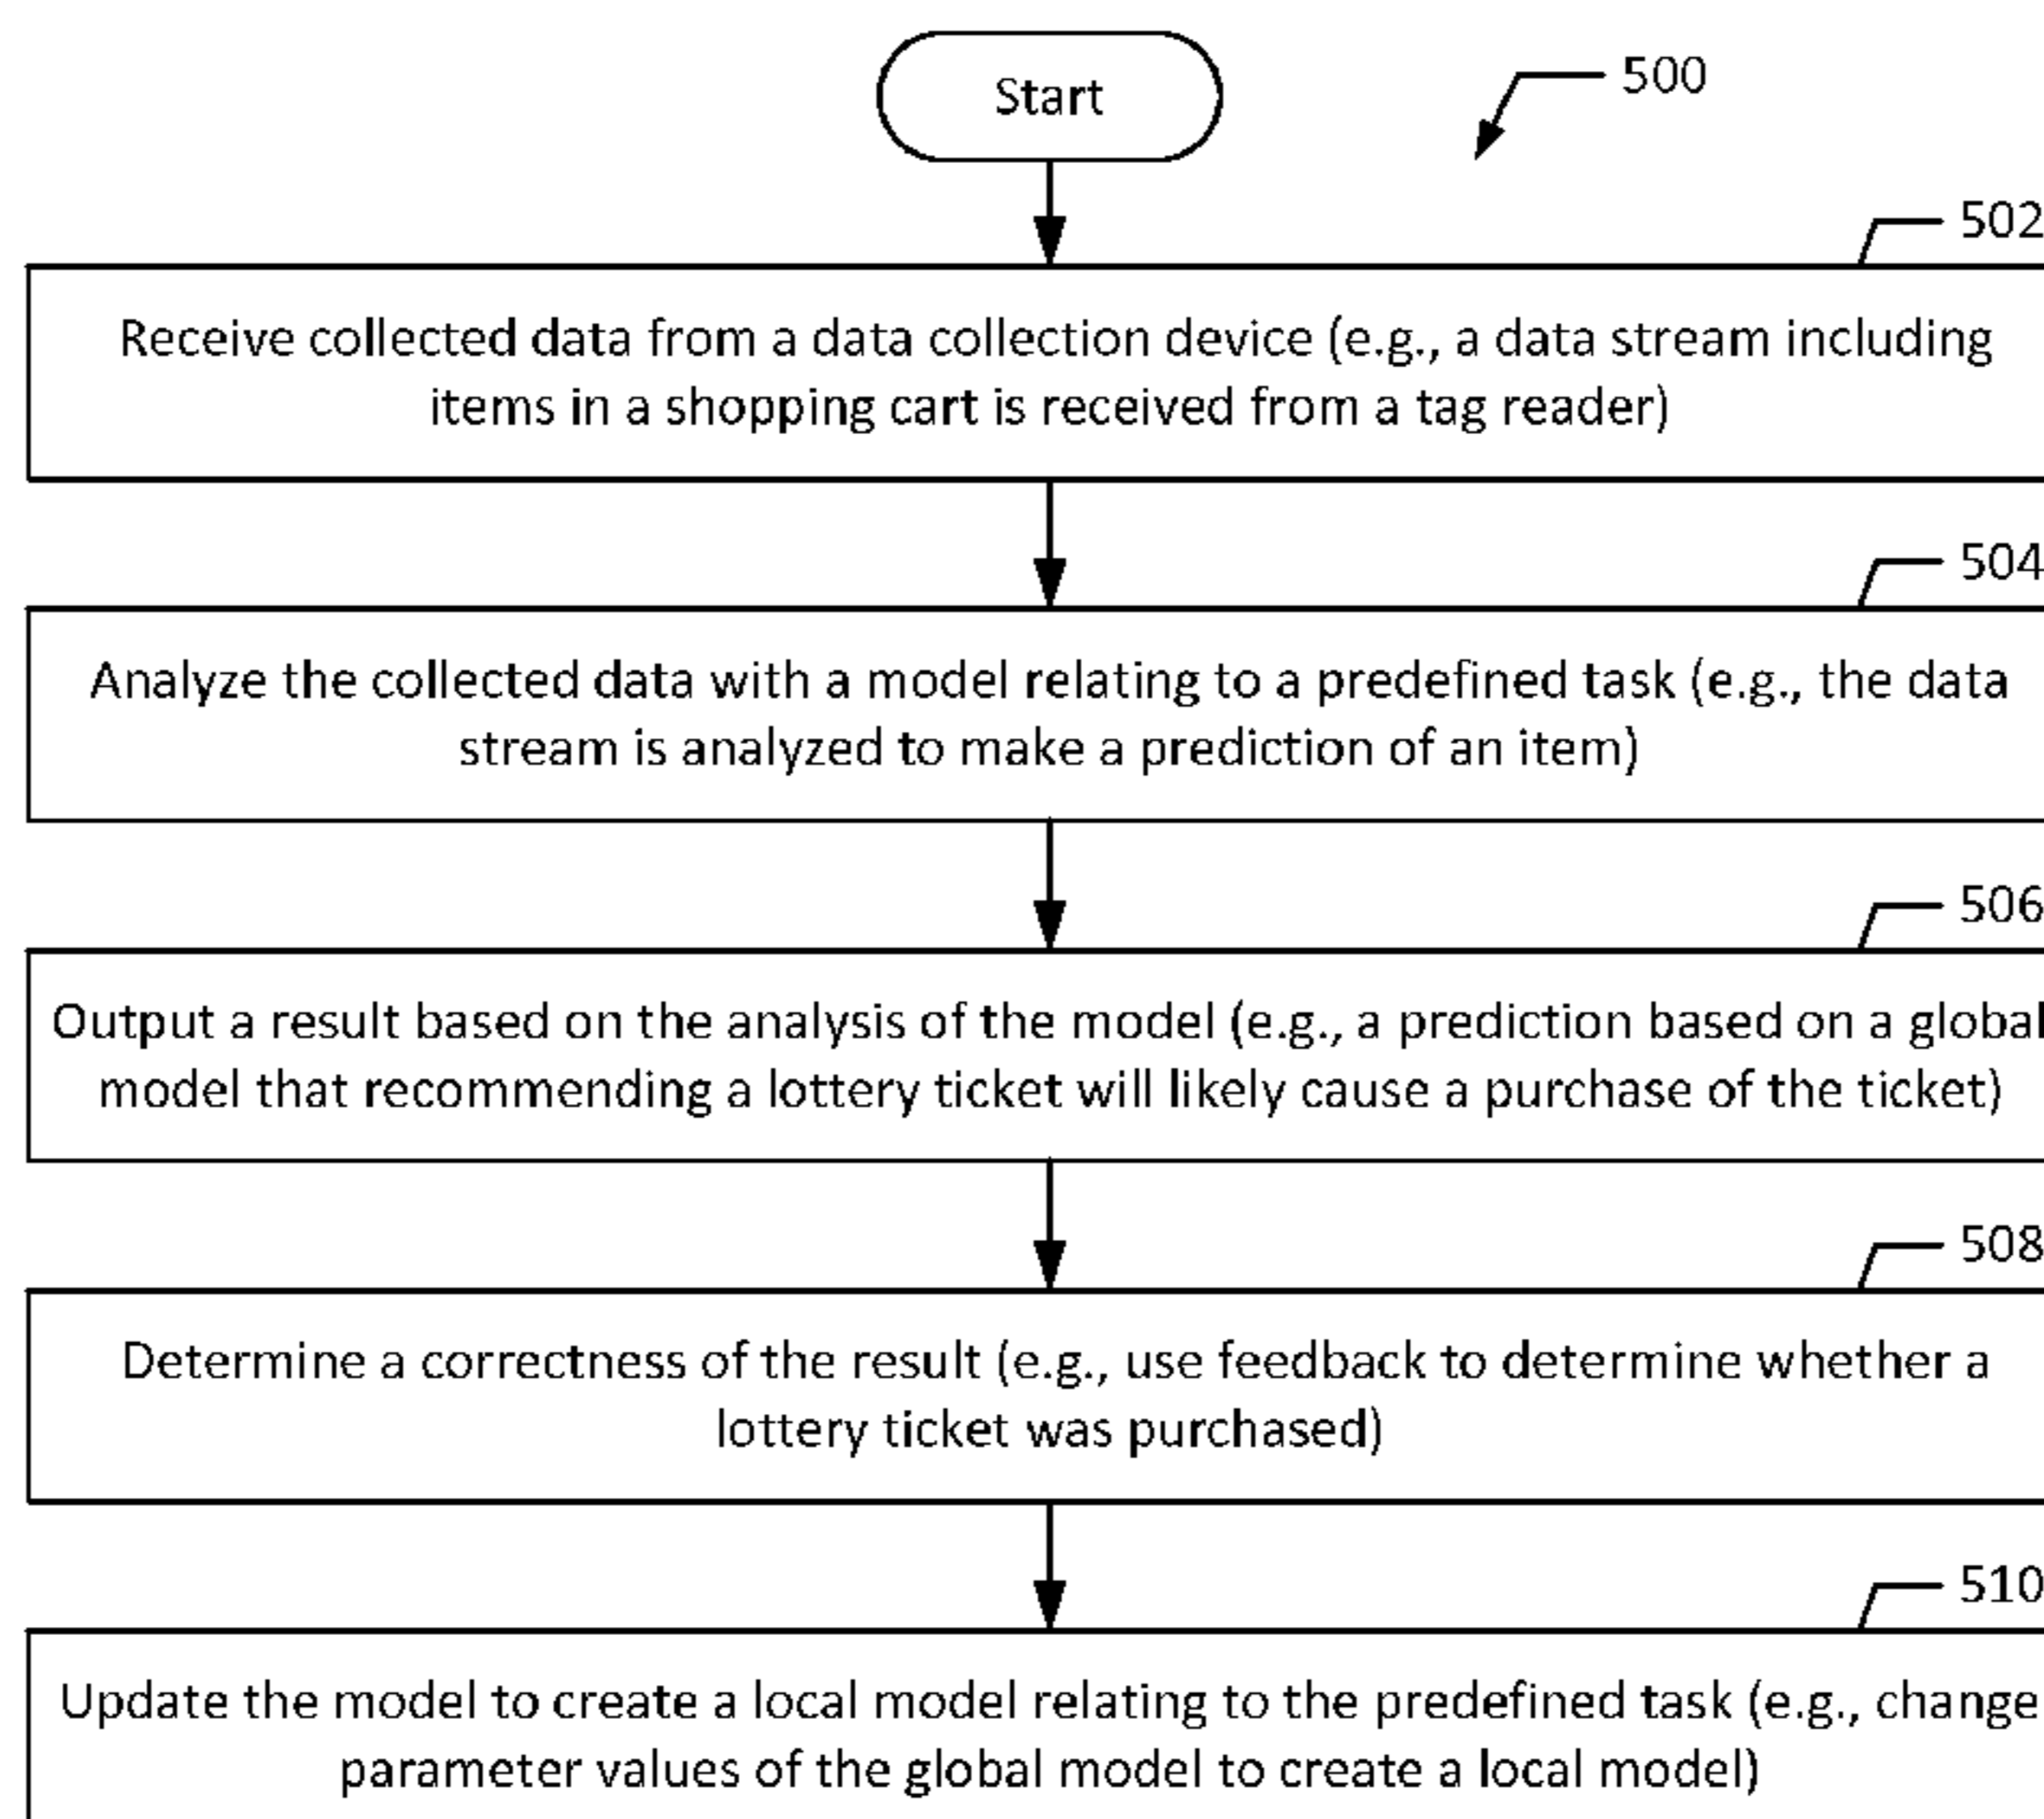 Start
500
502
Receive collected data from a data collection device (e.g., a data stream including
items in a shopping cart is received from a tag reader)
504
Analyze the collected data with a model relating to a predefined task (e.g., the data
stream is analyzed to make a prediction of an item)
506
Output a result based on the analysis of the model (e.g., a prediction based on a global
model that recommending a lottery ticket will likely cause a purchase of the ticket)
508
Determine a correctness of the result (e.g., use feedback to determine whether a
lottery ticket was purchased)
510
Update the model to create a local model relating to the predefined task (e.g., change
parameter values of the global model to create a local model)